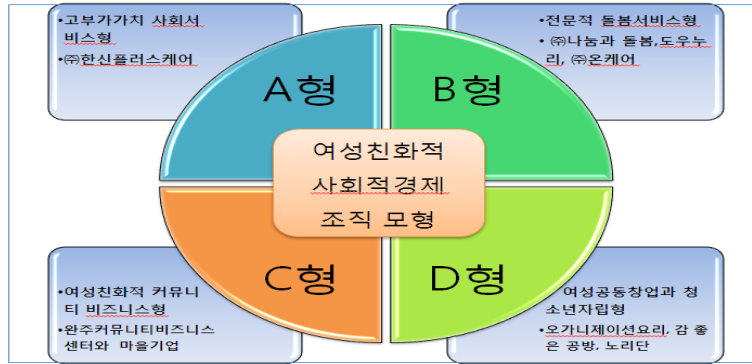 •고부가가치 사회서
비스형
•㈜한신플러스케어
•전문적 돌봄서비스형
• ㈜나눔과 돌봄,도우누
리, ㈜온케어
A형
B형
여성친화적
사회적경제
조직 모형
C형
D형
•여성친화적 커뮤니
티 비즈니스형
•완주커뮤니티비즈니스
센터와 마을기업
여성공동창업과 청
소년자립형
•오가니제이션요리, 감 좋
은 공방, 노리단